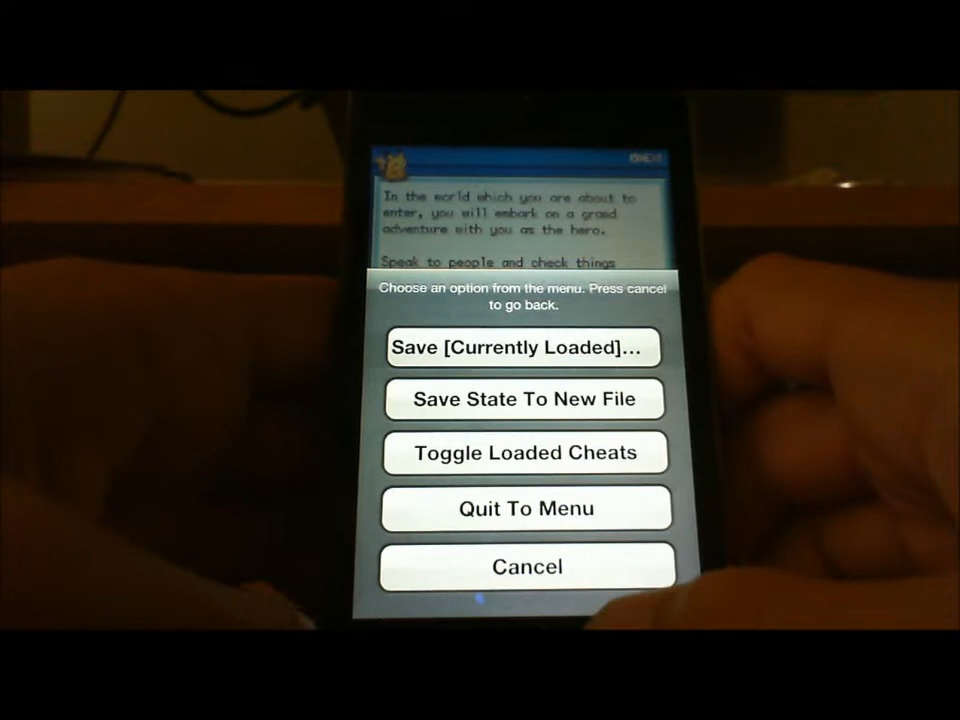 In the world which you are about to
enter, you will embark on a grand
adventure with you as the hero.
Speak to people and check things
Choose an option from the menu. Press cancel
to go back.
Save [Currently Loaded]...
Save State To New File
Toggle Loaded Cheats
Quit To Menu
Cancel